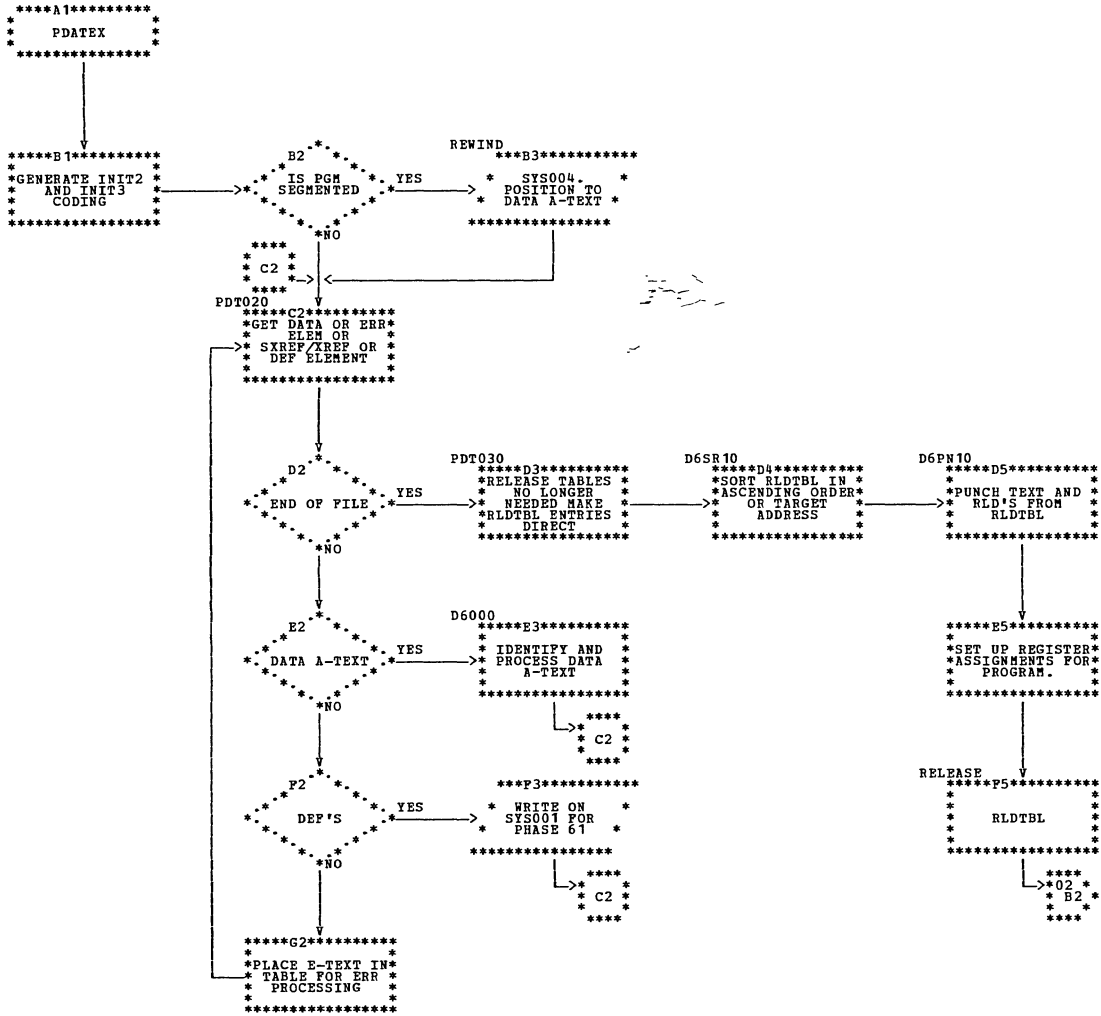 A1
PDATEX
B1
GENERATE INIT2
AND INIT3
CODING
B2
IS PGM
SEGMENTED
YES
NO
REWIND
B3
SYS004.
POSITION TO
DATA A-TEXT
C2
PDT020
C2
GET DATA OR ERR
ELEM OR
SXREF/XREF OR
DEF ELEMENT
D2
END OF FILE
YES
NO
PDT030
D3
RELEASE TABLES
NO LONGER
NEEDED MAKE
RLDTBL ENTRIES
DIRECT
D6SR10
D4
SORT RLDTBL IN
ASCENDING ORDER
OR TARGET
ADDRESS
D6PN10
D5
PUNCH TEXT AND
RLD'S FROM
RLDTBL
E2
DATA A-TEXT
YES
NO
D6000
E3
IDENTIFY AND
PROCESS DATA
A-TEXT
C2
E5
SET UP REGISTER
ASSIGNMENTS FOR
PROGRAM.
F2
DEF'S
YES
NO
F3
WRITE ON
SYS001 FOR
PHASE 61
C2
RELEASE
F5
RLDTBL
02
B2
G2
PLACE E-TEXT IN
TABLE FOR ERR
PROCESSING